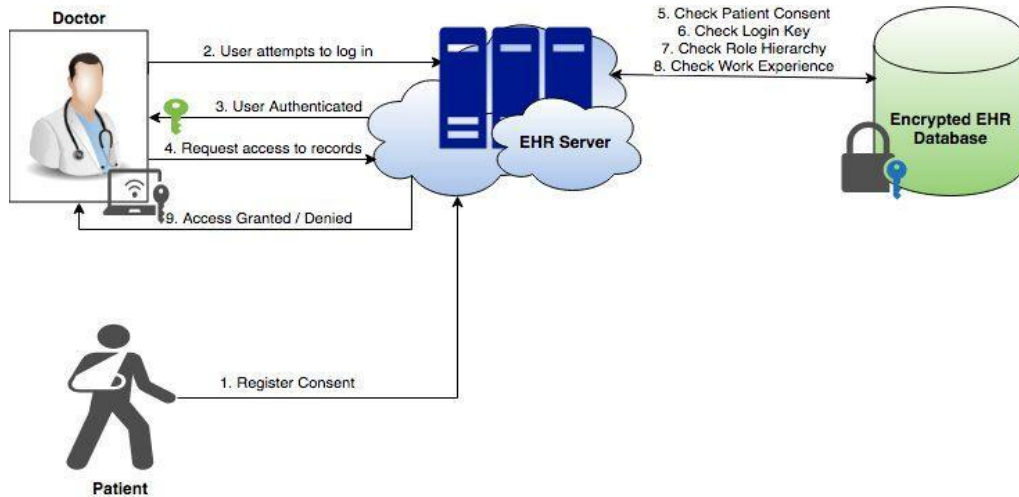 Doctor
2. User attempts to log in
3. User Authenticated
4. Request access to records
9. Access Granted / Denied
EHR Server
5. Check Patient Consent
6. Check Login Key
7. Check Role Hierarchy
8. Check Work Experience
Encrypted EHR
Database
1. Register Consent
Patient